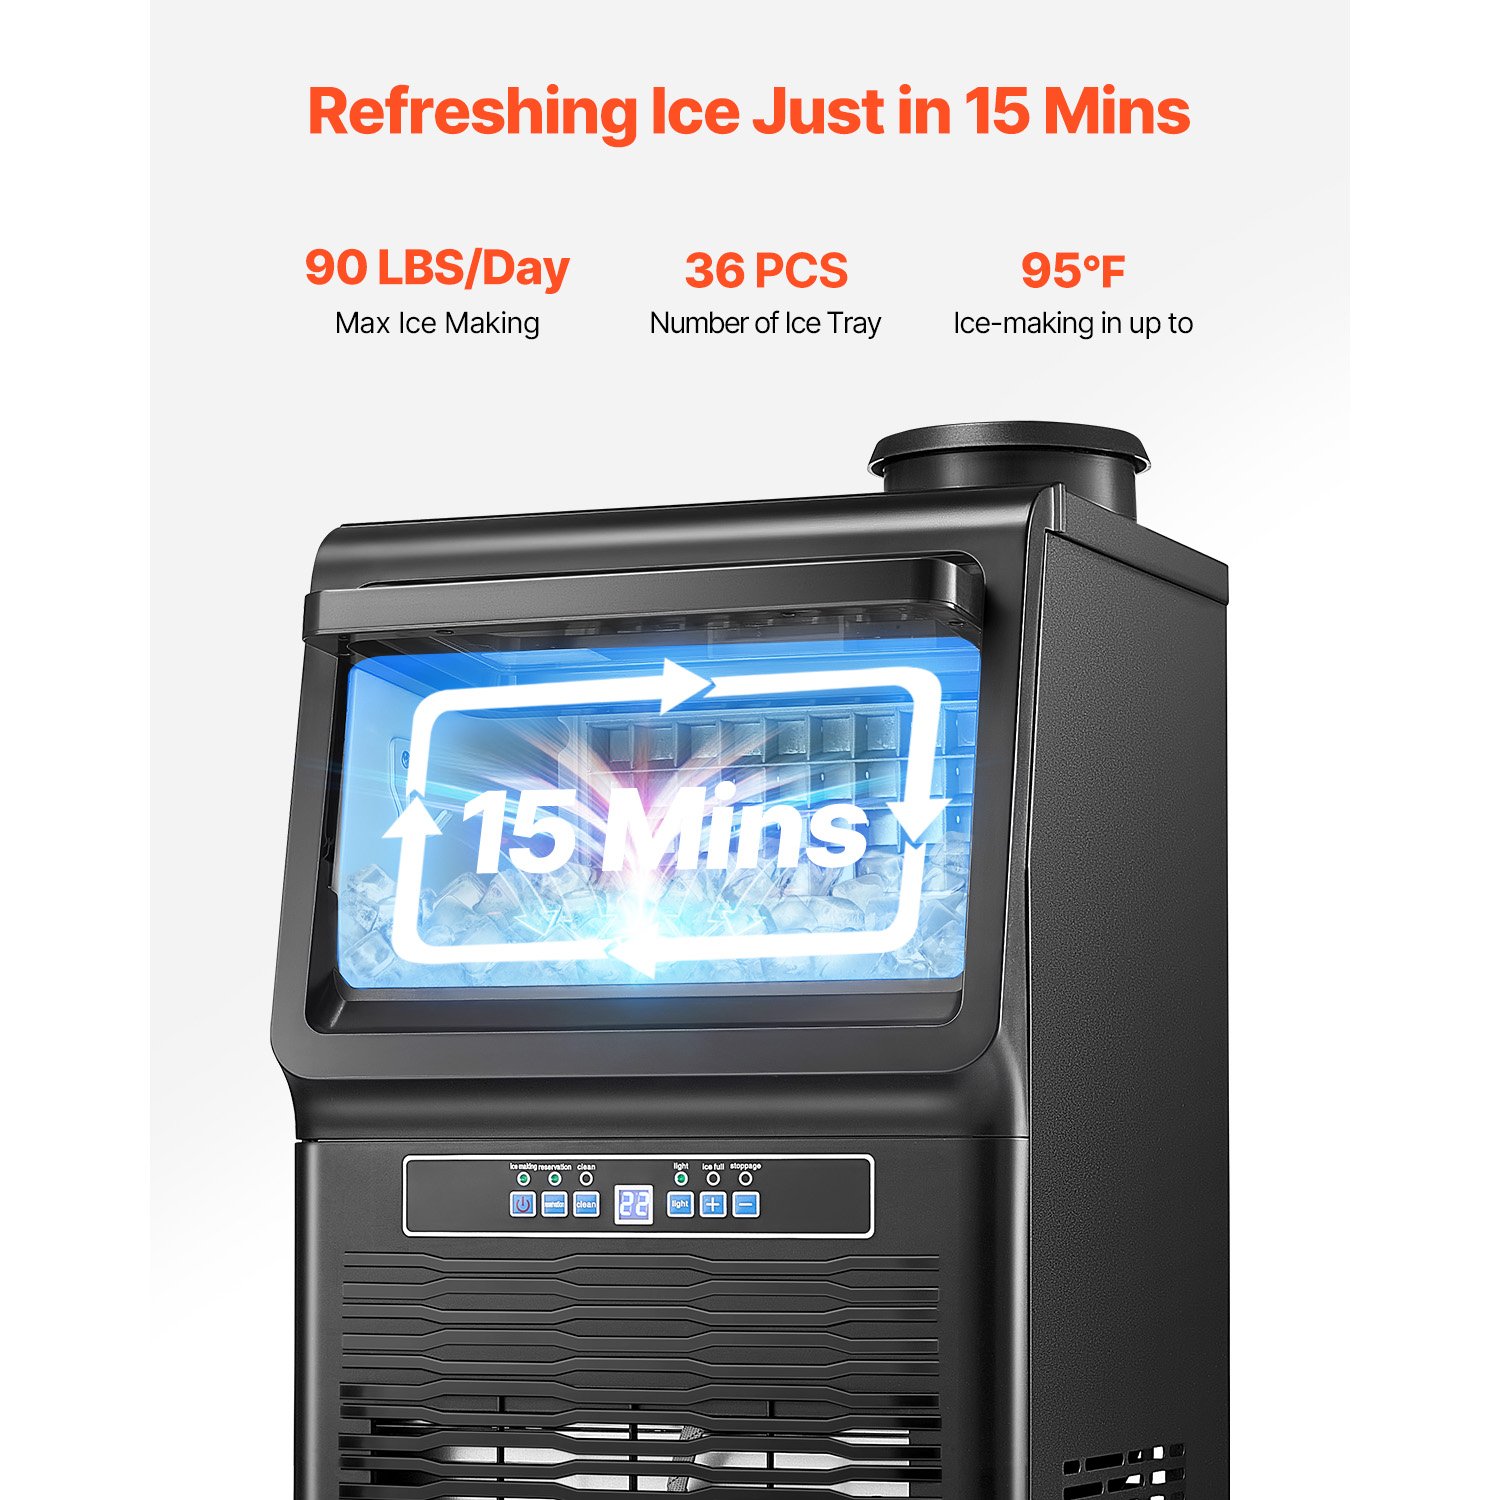 Refreshing Ice Just in 15 Mins
90 LBS/Day
Max Ice Making
36 PCS
Number of Ice Tray
95°F
Ice-making in up to
15 Mins
ice making reservation clean
light ice full stoppage
reservation clean
22
light + −